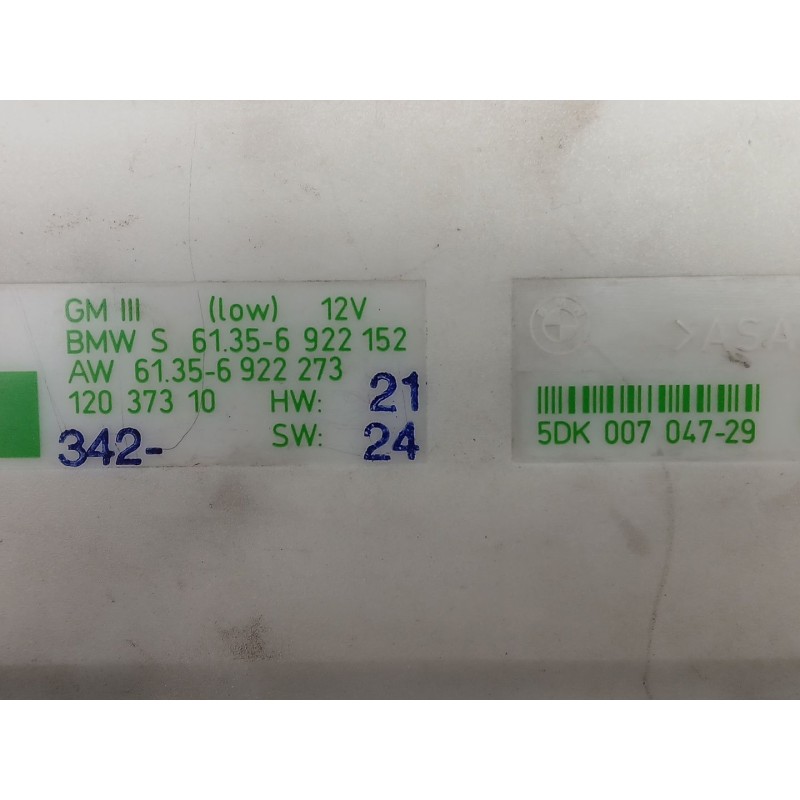 GM III (low) 12V
BMW S 61.35-6 922 152
AW 61.35-6 922 273
120 373 10 HW: 21
342- SW: 24
>ASA
5DK 007 047-29